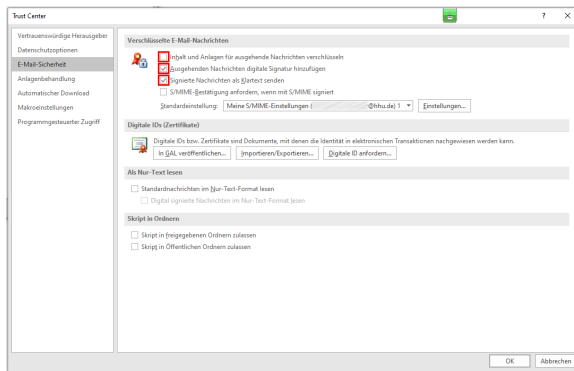 Trust Center
? X
Vertrauenswürdige Herausgeber
Datenschutzoptionen
E-Mail-Sicherheit
Anlagenbehandlung
Automatischer Download
Makroeinstellungen
Programmgesteuerter Zugriff
Verschlüsselte E-Mail-Nachrichten
Inhalt und Anlagen für ausgehende Nachrichten verschlüsseln
Ausgehenden Nachrichten digitale Signatur hinzufügen
Signierte Nachrichten als Klartext senden
S/MIME-Bestätigung anfordern, wenn mit S/MIME signiert
Standardeinstellung: Meine S/MIME-Einstellungen ( @hhu.de) 1 Einstellungen...
Digitale IDs (Zertifikate)
Digitale IDs bzw. Zertifikate sind Dokumente, mit denen die Identität in elektronischen Transaktionen nachgewiesen werden kann.
In GAL veröffentlichen... Importieren/Exportieren... Digitale ID anfordern...
Als Nur-Text lesen
Standardnachrichten im Nur-Text-Format lesen
Digital signierte Nachrichten im Nur-Text-Format lesen
Skript in Ordnern
Skript in freigegebenen Ordnern zulassen
Skript in Öffentlichen Ordnern zulassen
OK Abbrechen